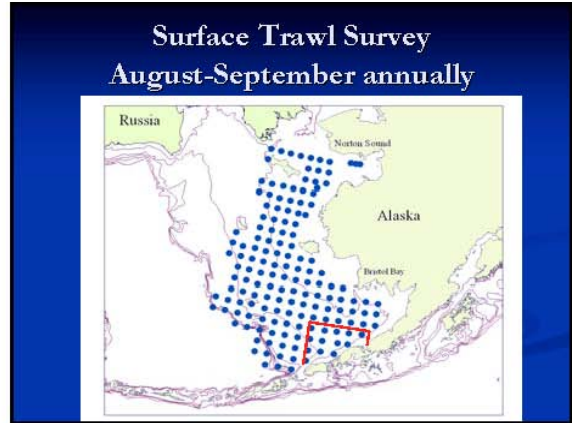 Surface Trawl Survey
August-September annually
Russia
Norton Sound
Alaska
Bristol Bay